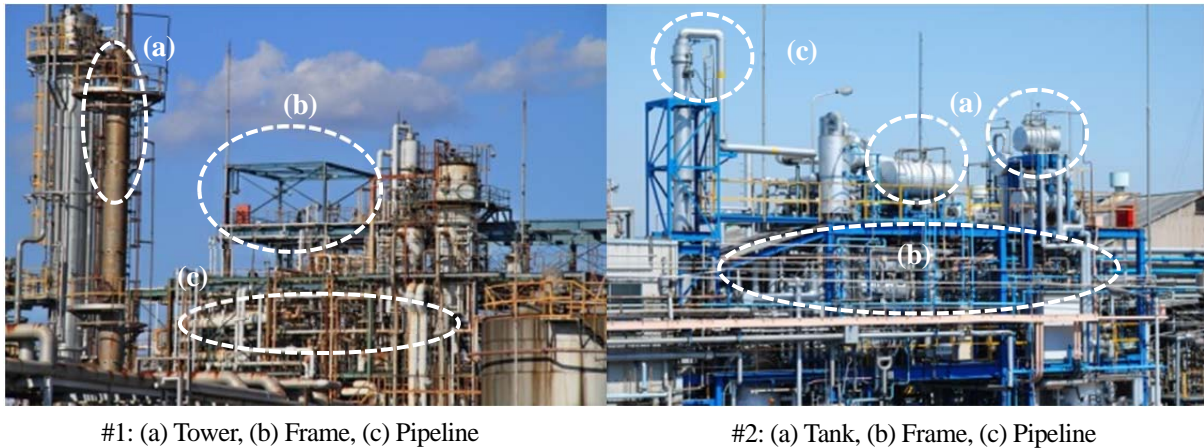 (a)
(b)
(c)
(c)
(a)
(b)
#1: (a) Tower, (b) Frame, (c) Pipeline
#2: (a) Tank, (b) Frame, (c) Pipeline